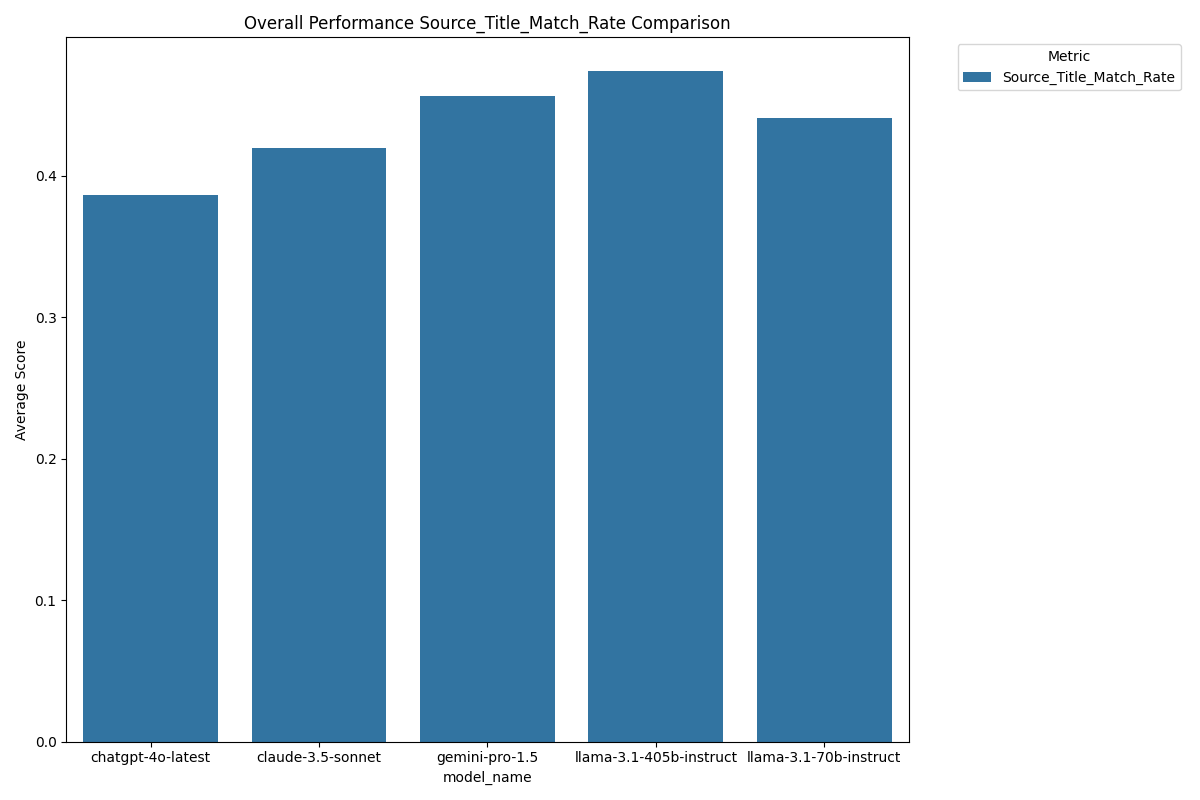 Overall Performance Source_Title_Match_Rate Comparison
Metric
Source_Title_Match_Rate
Average Score
0.4
0.3
0.2
0.1
0.0
chatgpt-4o-latest
claude-3.5-sonnet
gemini-pro-1.5
llama-3.1-405b-instruct
llama-3.1-70b-instruct
model_name